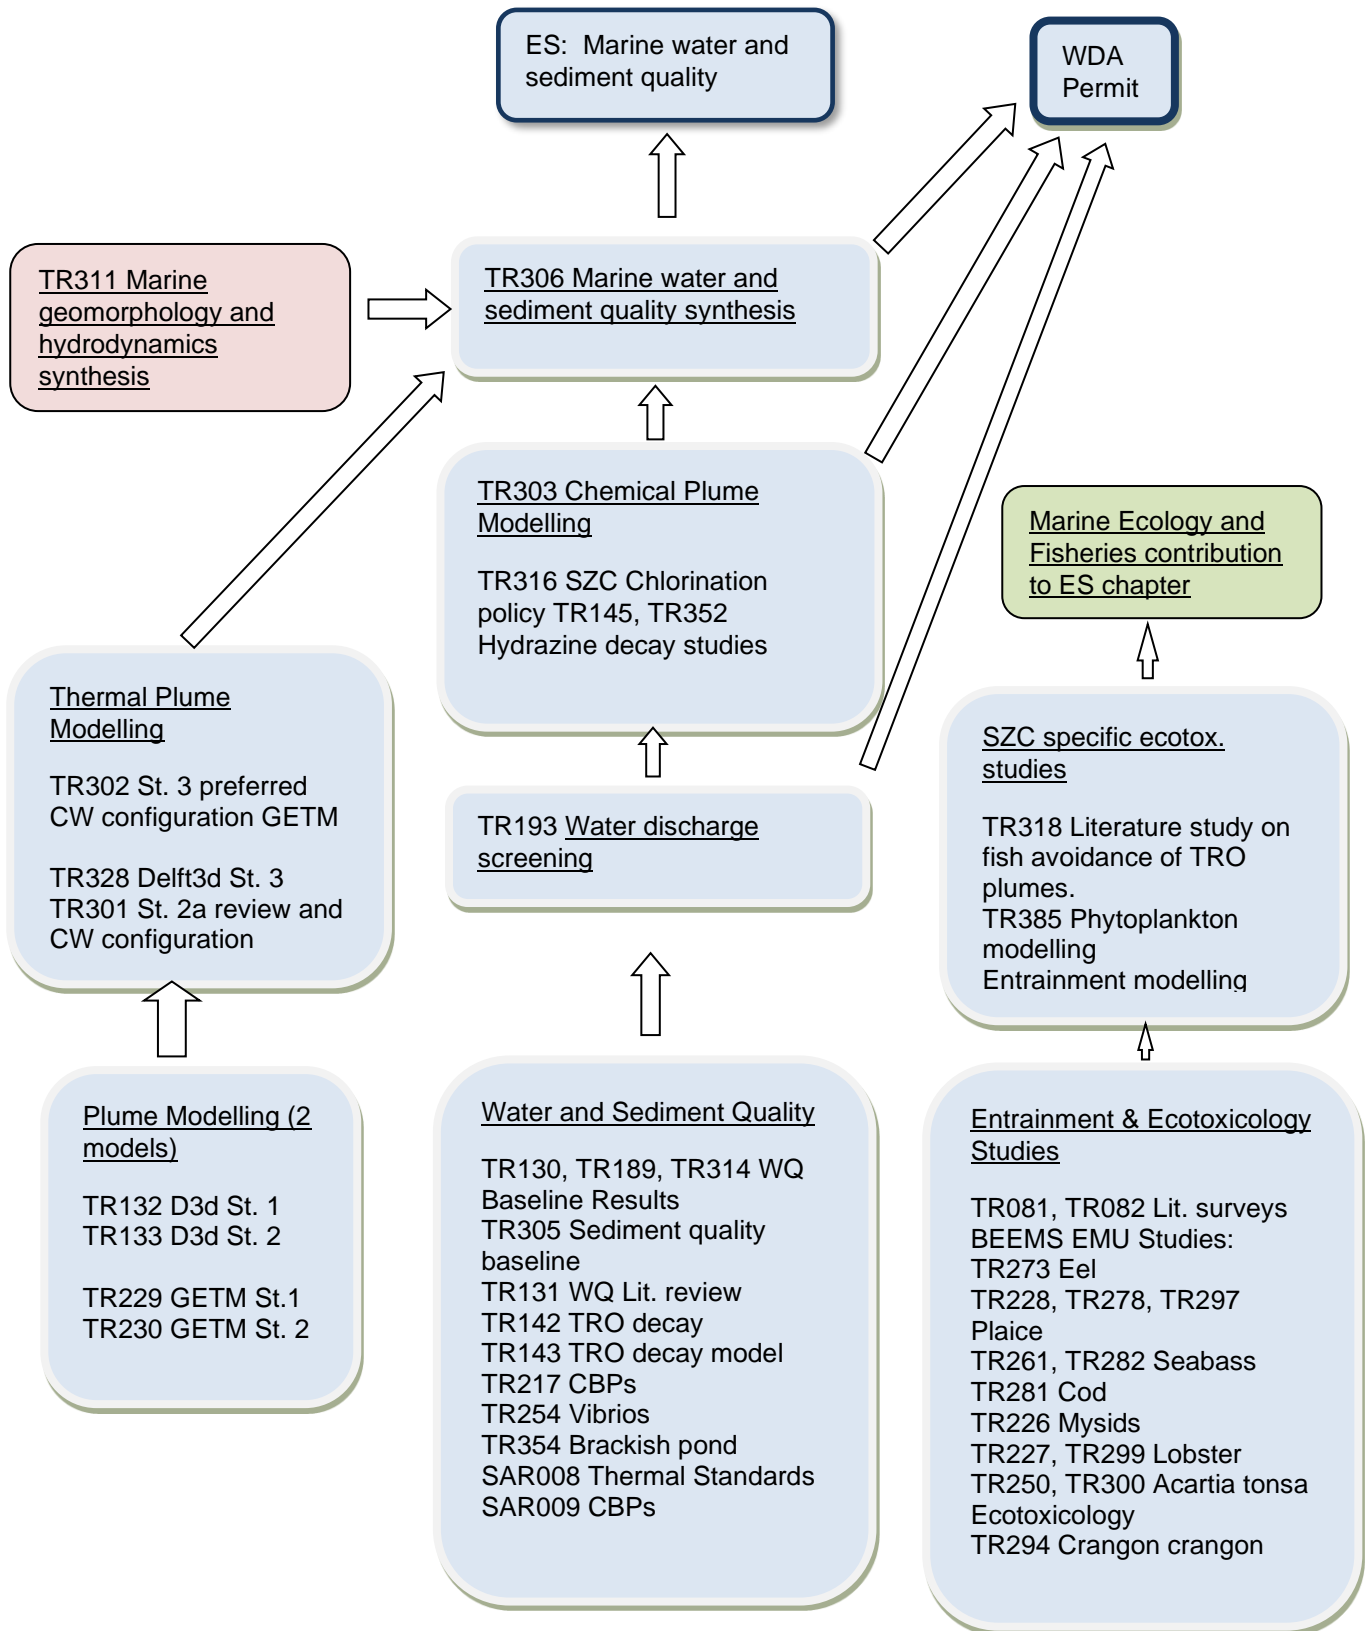 ES:  Marine water and
sediment quality
WDA
Permit
TR311 Marine
geomorphology and
hydrodynamics
synthesis
TR306 Marine water and
sediment quality synthesis
TR303 Chemical Plume
Modelling
TR316 SZC Chlorination
policy TR145, TR352
Hydrazine decay studies
Marine Ecology and
Fisheries contribution
to ES chapter
Thermal Plume
Modelling
TR302 St. 3 preferred
CW configuration GETM
TR328 Delft3d St. 3
TR301 St. 2a review and
CW configuration
TR193 Water discharge
screening
SZC specific ecotox.
studies
TR318 Literature study on
fish avoidance of TRO
plumes.
TR385 Phytoplankton
modelling
Entrainment modelling
Plume Modelling (2
models)
TR132 D3d St. 1
TR133 D3d St. 2
TR229 GETM St.1
TR230 GETM St. 2
Water and Sediment Quality
TR130, TR189, TR314 WQ
Baseline Results
TR305 Sediment quality
baseline
TR131 WQ Lit. review
TR142 TRO decay
TR143 TRO decay model
TR217 CBPs
TR254 Vibrios
TR354 Brackish pond
SAR008 Thermal Standards
SAR009 CBPs
Entrainment & Ecotoxicology
Studies
TR081, TR082 Lit. surveys
BEEMS EMU Studies:
TR273 Eel
TR228, TR278, TR297
Plaice
TR261, TR282 Seabass
TR281 Cod
TR226 Mysids
TR227, TR299 Lobster
TR250, TR300 Acartia tonsa
Ecotoxicology
TR294 Crangon crangon